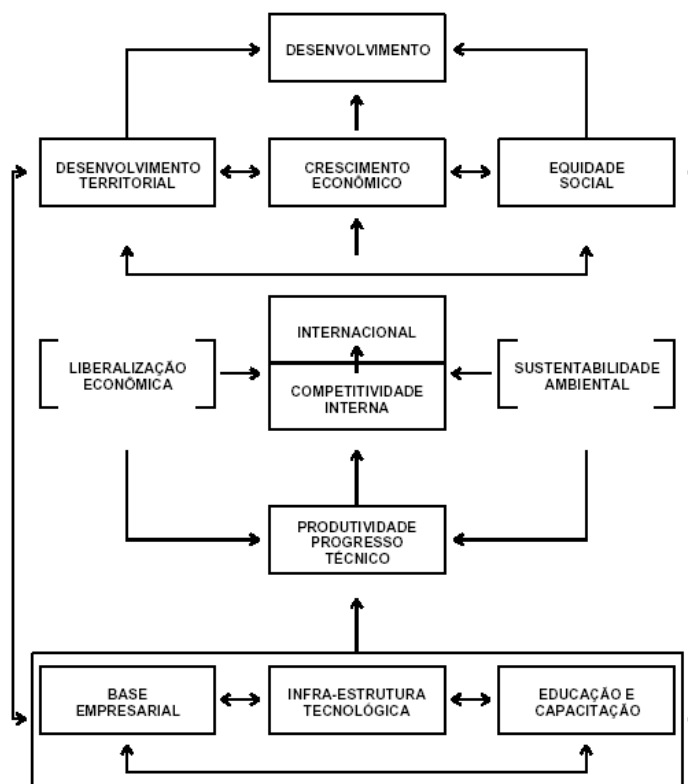 DESENVOLVIMENTO
DESENVOLVIMENTO
TERRITORIAL
CRESCIMENTO
ECONÔMICO
EQUIDADE
SOCIAL
INTERNACIONAL
LIBERALIZAÇÃO
ECONÔMICA
COMPETITIVIDADE
INTERNA
SUSTENTABILIDADE
AMBIENTAL
PRODUTIVIDADE
PROGRESSO
TÉCNICO
BASE
EMPRESARIAL
INFRA-ESTRUTURA
TECNOLÓGICA
EDUCAÇÃO E
CAPACITAÇÃO